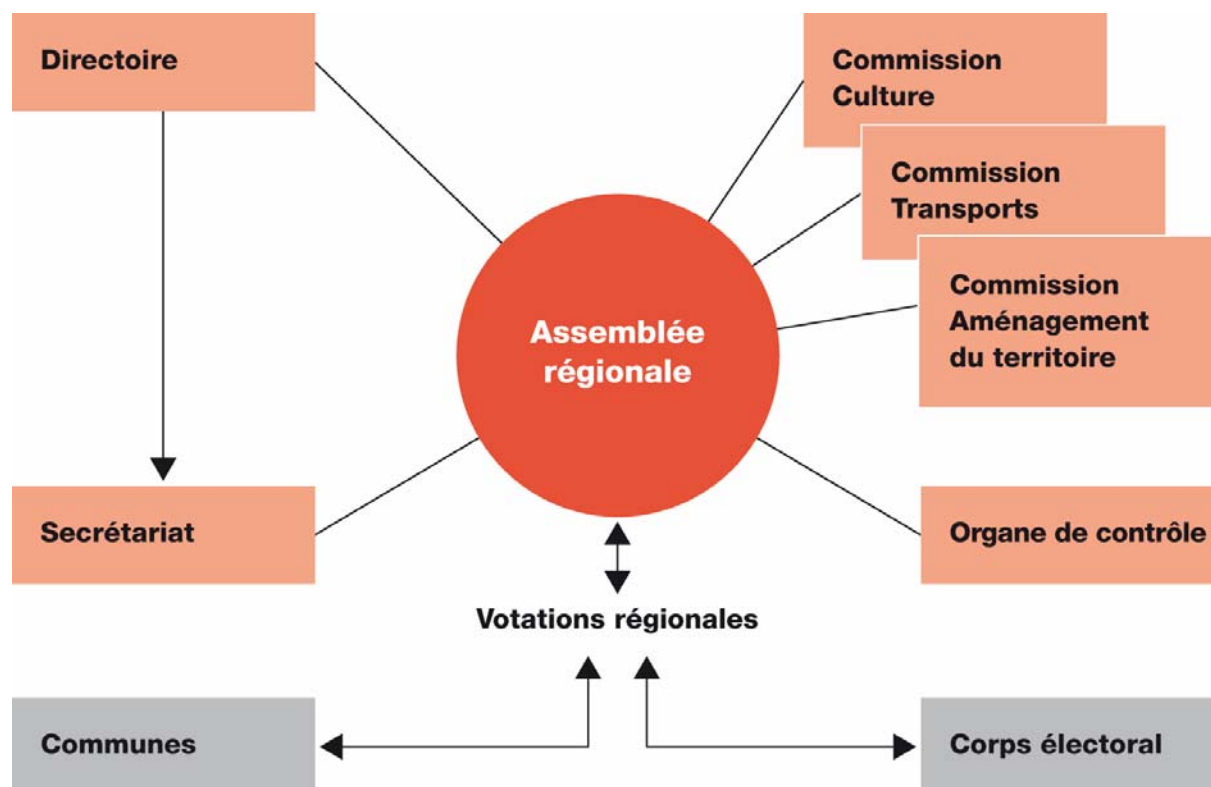 Directoire
Commission
Culture
Commission
Transports
Commission
Aménagement
du territoire
Assemblée
régionale
Secrétariat
Organe de contrôle
Votations régionales
Communes
Corps électoral